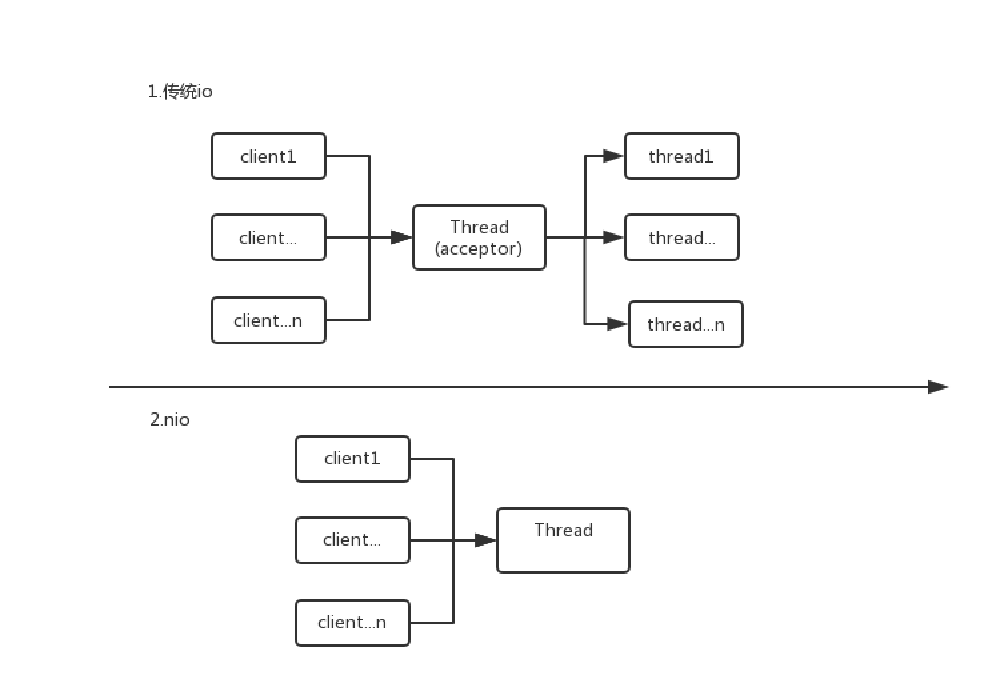 1.传统io
client1
thread1
client...
Thread
(acceptor)
thread...
client...n
thread...n
2.nio
client1
client...
Thread
client...n